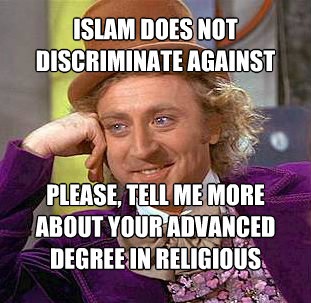 ISLAM DOES NOT
DISCRIMINATE AGAINST
PLEASE, TELL ME MORE
ABOUT YOUR ADVANCED
DEGREE IN RELIGIOUS